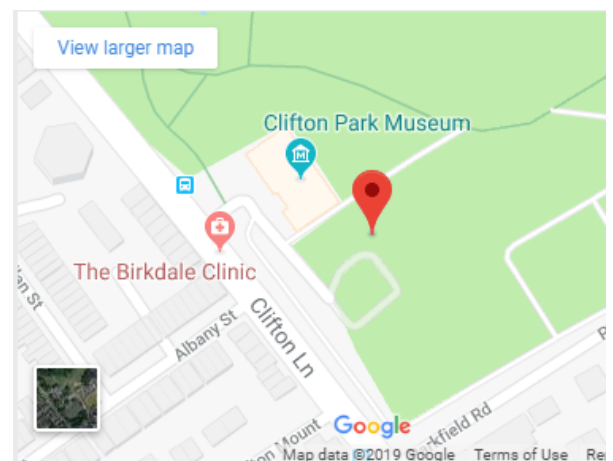 View larger map
Clifton Park Museum
The Birkdale Clinic
Clifton Ln
Albany St
Mount
Google
Map data ©2019 Google Terms of Use